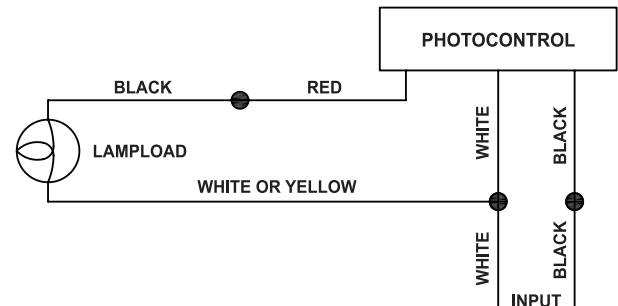 PHOTOCONTROL
BLACK
RED
WHITE
BLACK
LAMPLOAD
WHITE OR YELLOW
WHITE
BLACK
INPUT